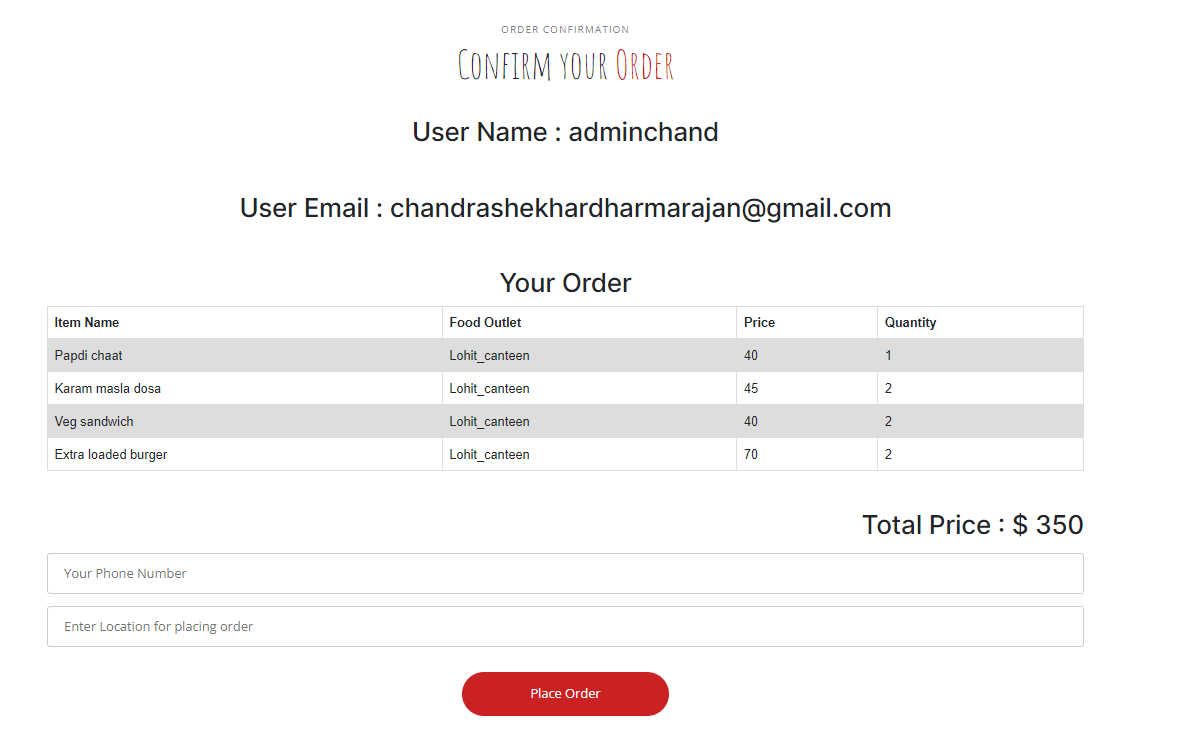 ORDER CONFIRMATION
Confirm your Order
User Name : adminchand
User Email : chandrashekhardharmarajan@gmail.com
Your Order
Item Name Food Outlet Price Quantity
Papdi chaat Lohit_canteen 40 1
Karam masla dosa Lohit_canteen 45 2
Veg sandwich Lohit_canteen 40 2
Extra loaded burger Lohit_canteen 70 2
Total Price : $ 350
Your Phone Number
Enter Location for placing order
Place Order